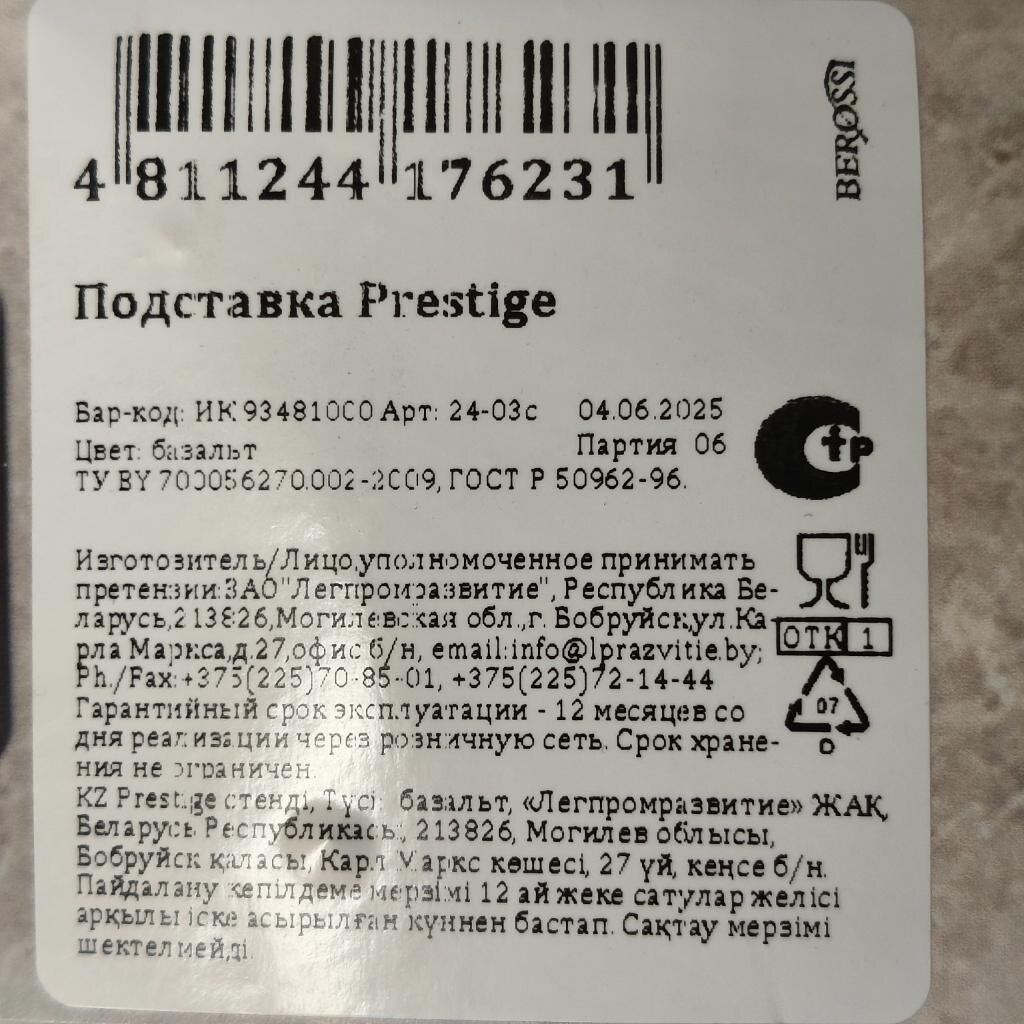 4 811244 176231
BEROSSI
Подставка Prestige
Бар-код: ИК 93481000 Арт: 24-03с 04.06.2025
Цвет: базальт Партия 06
ТУ BY 700056270.002-2009, ГОСТ Р 50962-96.
Изготовитель/Лицо,уполномоченное принимать
претензии:ЗАО"Легпромразвитие", Республика Бе-
ларусь,213826,Могилевская обл.,г. Бобруйск,ул.Ка-
рла Маркса,д.27,офис б/н, email:info@lprazvitie.by;
Ph./Fax:+375(225)70-85-01, +375(225)72-14-44
Гарантийный срок эксплуатации - 12 месяцев со
дня реализации через розничную сеть. Срок хране-
ния не ограничен.
ОТК 1
07
O
KZ Prestige стенді, Түсі: базальт, «Легпромразвитие» ЖАҚ,
Беларусь Республикасы, 213826, Могилев облысы,
Бобруйск қаласы, Карл Маркс көшесі, 27 үй, кеңсе б/н.
Пайдалану кепілдеме мерзімі 12 ай жеке сатулар желісі
арқылы іске асырылған күннен бастап. Сақтау мерзімі
шектелмейді.